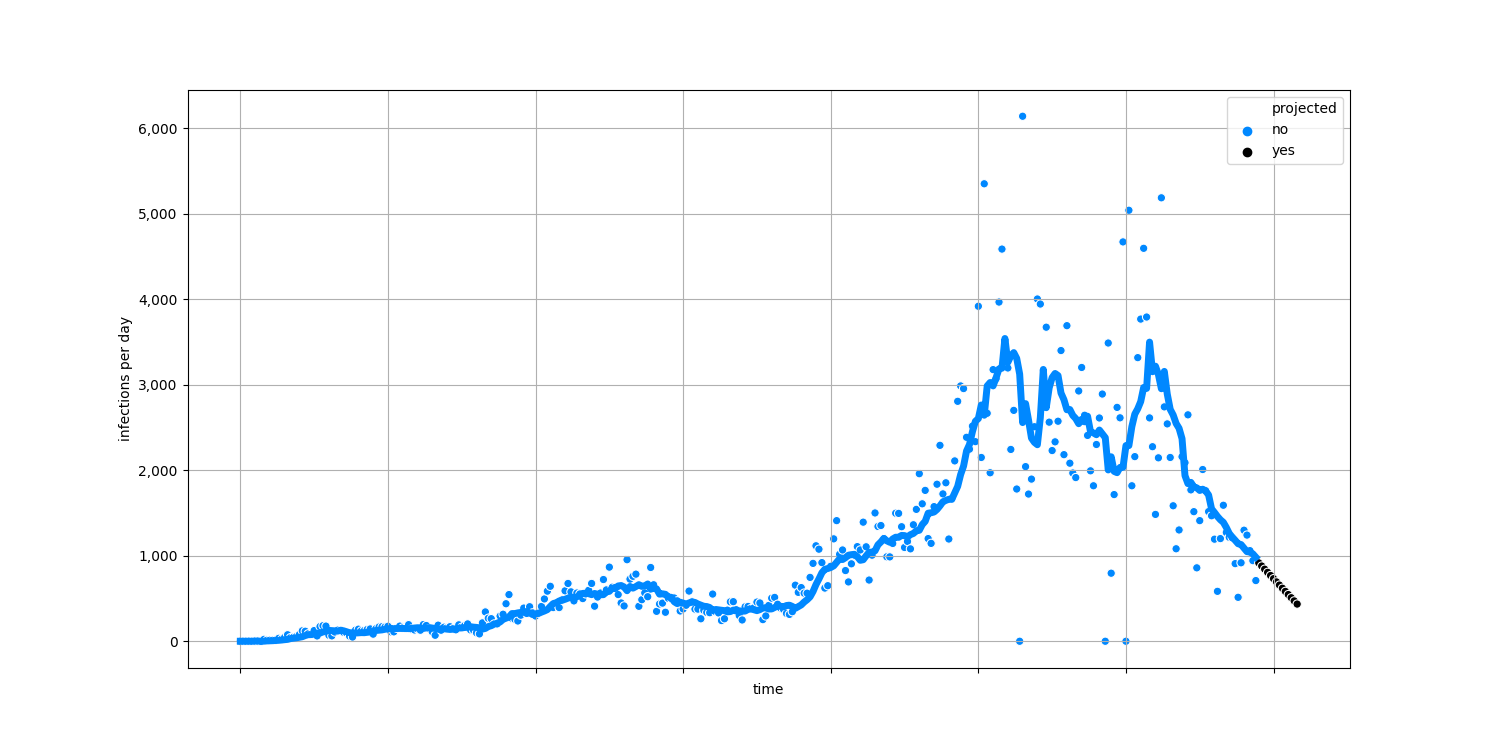 projected
no
yes
6,000
5,000
4,000
3,000
2,000
1,000
0
infections per day
time